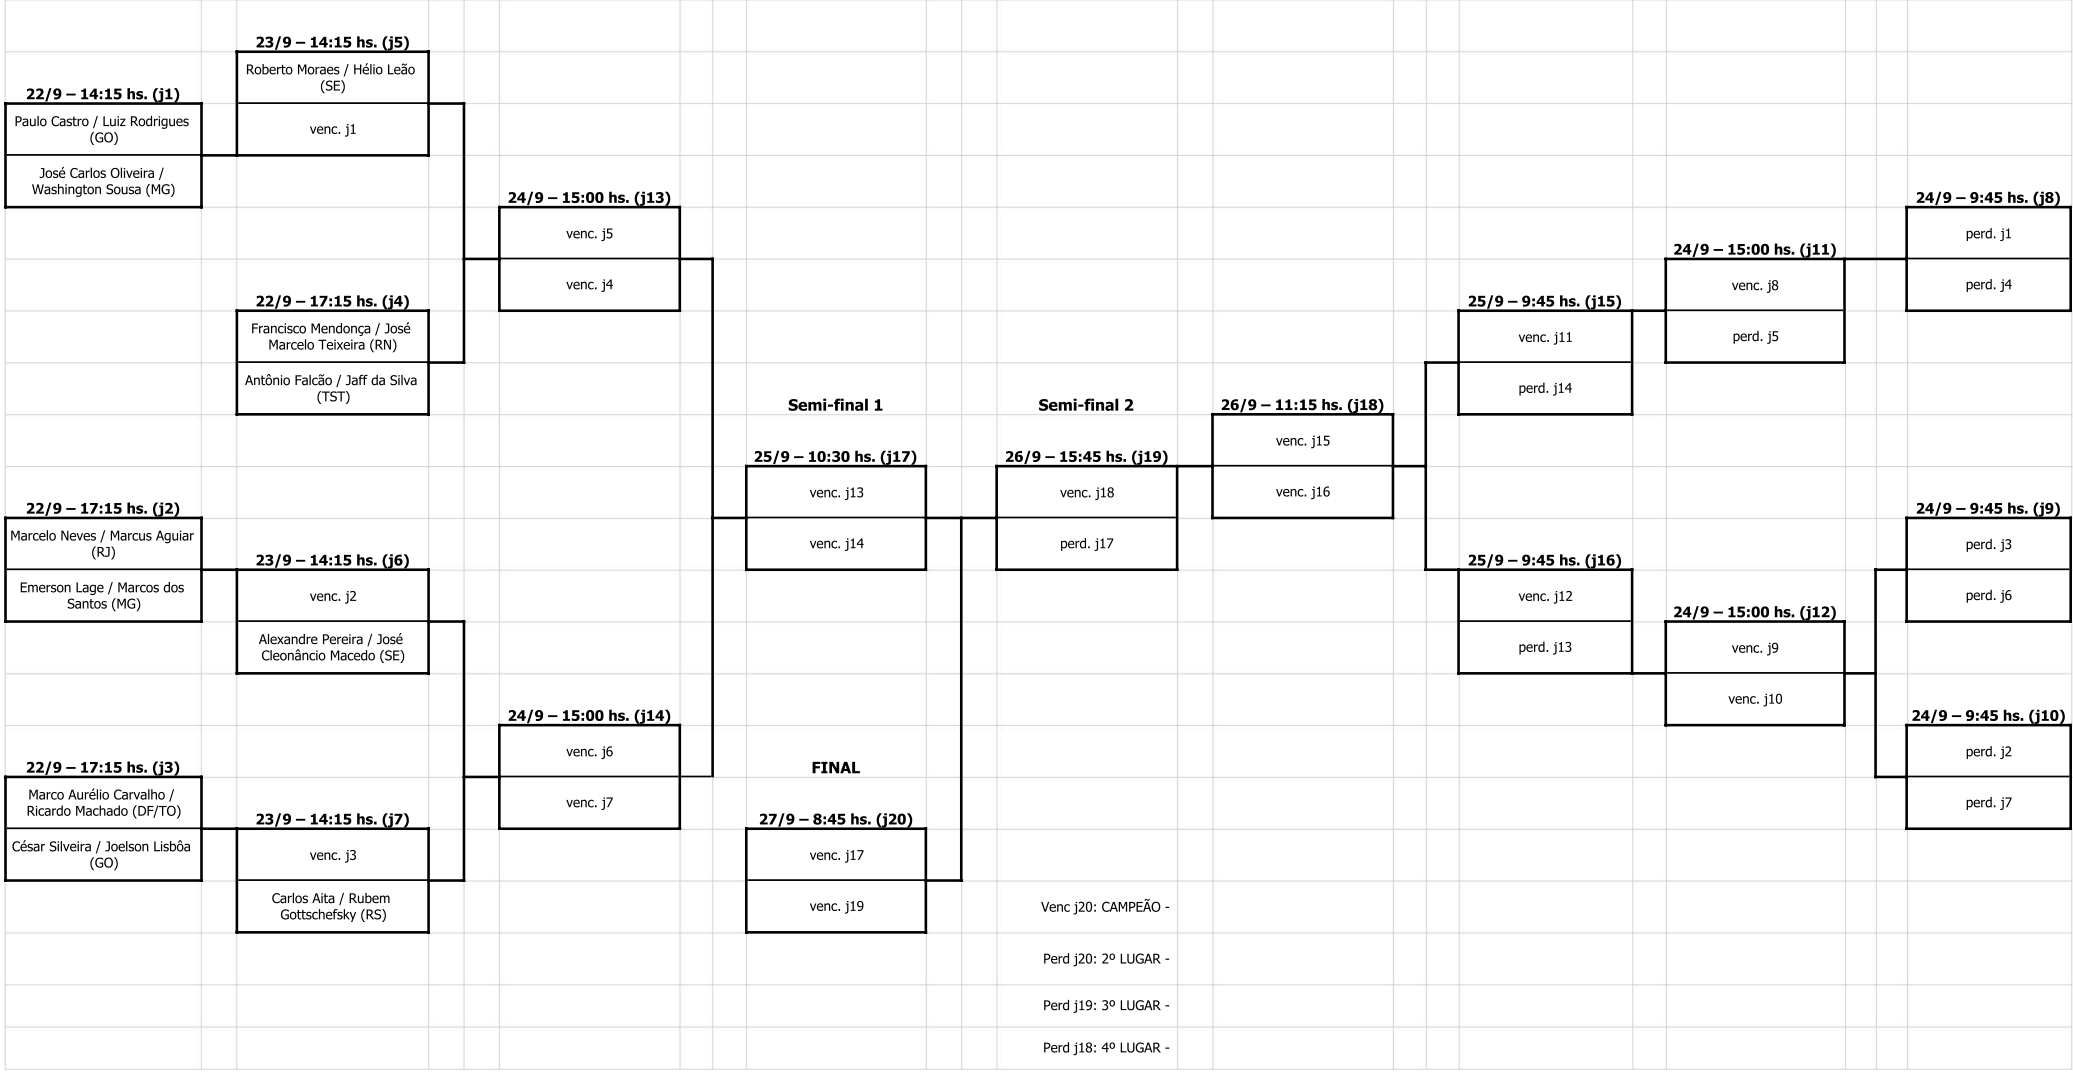 23/9 – 14:15 hs. (j5)
Roberto Moraes / Hélio Leão
(SE)
venc. j1
22/9 – 14:15 hs. (j1)
Paulo Castro / Luiz Rodrigues
(GO)
José Carlos Oliveira /
Washington Sousa (MG)
24/9 – 15:00 hs. (j13)
venc. j5
venc. j4
22/9 – 17:15 hs. (j4)
Francisco Mendonça / José
Marcelo Teixeira (RN)
Antônio Falcão / Jaff da Silva
(TST)
22/9 – 17:15 hs. (j2)
Marcelo Neves / Marcus Aguiar
(RJ)
Emerson Lage / Marcos dos
Santos (MG)
23/9 – 14:15 hs. (j6)
venc. j2
Alexandre Pereira / José
Cleonâncio Macedo (SE)
24/9 – 15:00 hs. (j14)
venc. j6
venc. j7
22/9 – 17:15 hs. (j3)
Marco Aurélio Carvalho /
Ricardo Machado (DF/TO)
César Silveira / Joelson Lisbôa
(GO)
23/9 – 14:15 hs. (j7)
venc. j3
Carlos Aita / Rubem
Gottschefsky (RS)
Semi-final 1
25/9 – 10:30 hs. (j17)
venc. j13
venc. j14
FINAL
27/9 – 8:45 hs. (j20)
venc. j17
venc. j19
Semi-final 2
26/9 – 15:45 hs. (j19)
venc. j18
perd. j17
26/9 – 11:15 hs. (j18)
venc. j15
venc. j16
25/9 – 9:45 hs. (j15)
venc. j11
perd. j14
24/9 – 15:00 hs. (j11)
venc. j8
perd. j5
24/9 – 9:45 hs. (j8)
perd. j1
perd. j4
25/9 – 9:45 hs. (j16)
venc. j12
perd. j13
24/9 – 15:00 hs. (j12)
venc. j9
venc. j10
24/9 – 9:45 hs. (j9)
perd. j3
perd. j6
24/9 – 9:45 hs. (j10)
perd. j2
perd. j7
Venc j20: CAMPEÃO -
Perd j20: 2º LUGAR -
Perd j19: 3º LUGAR -
Perd j18: 4º LUGAR -